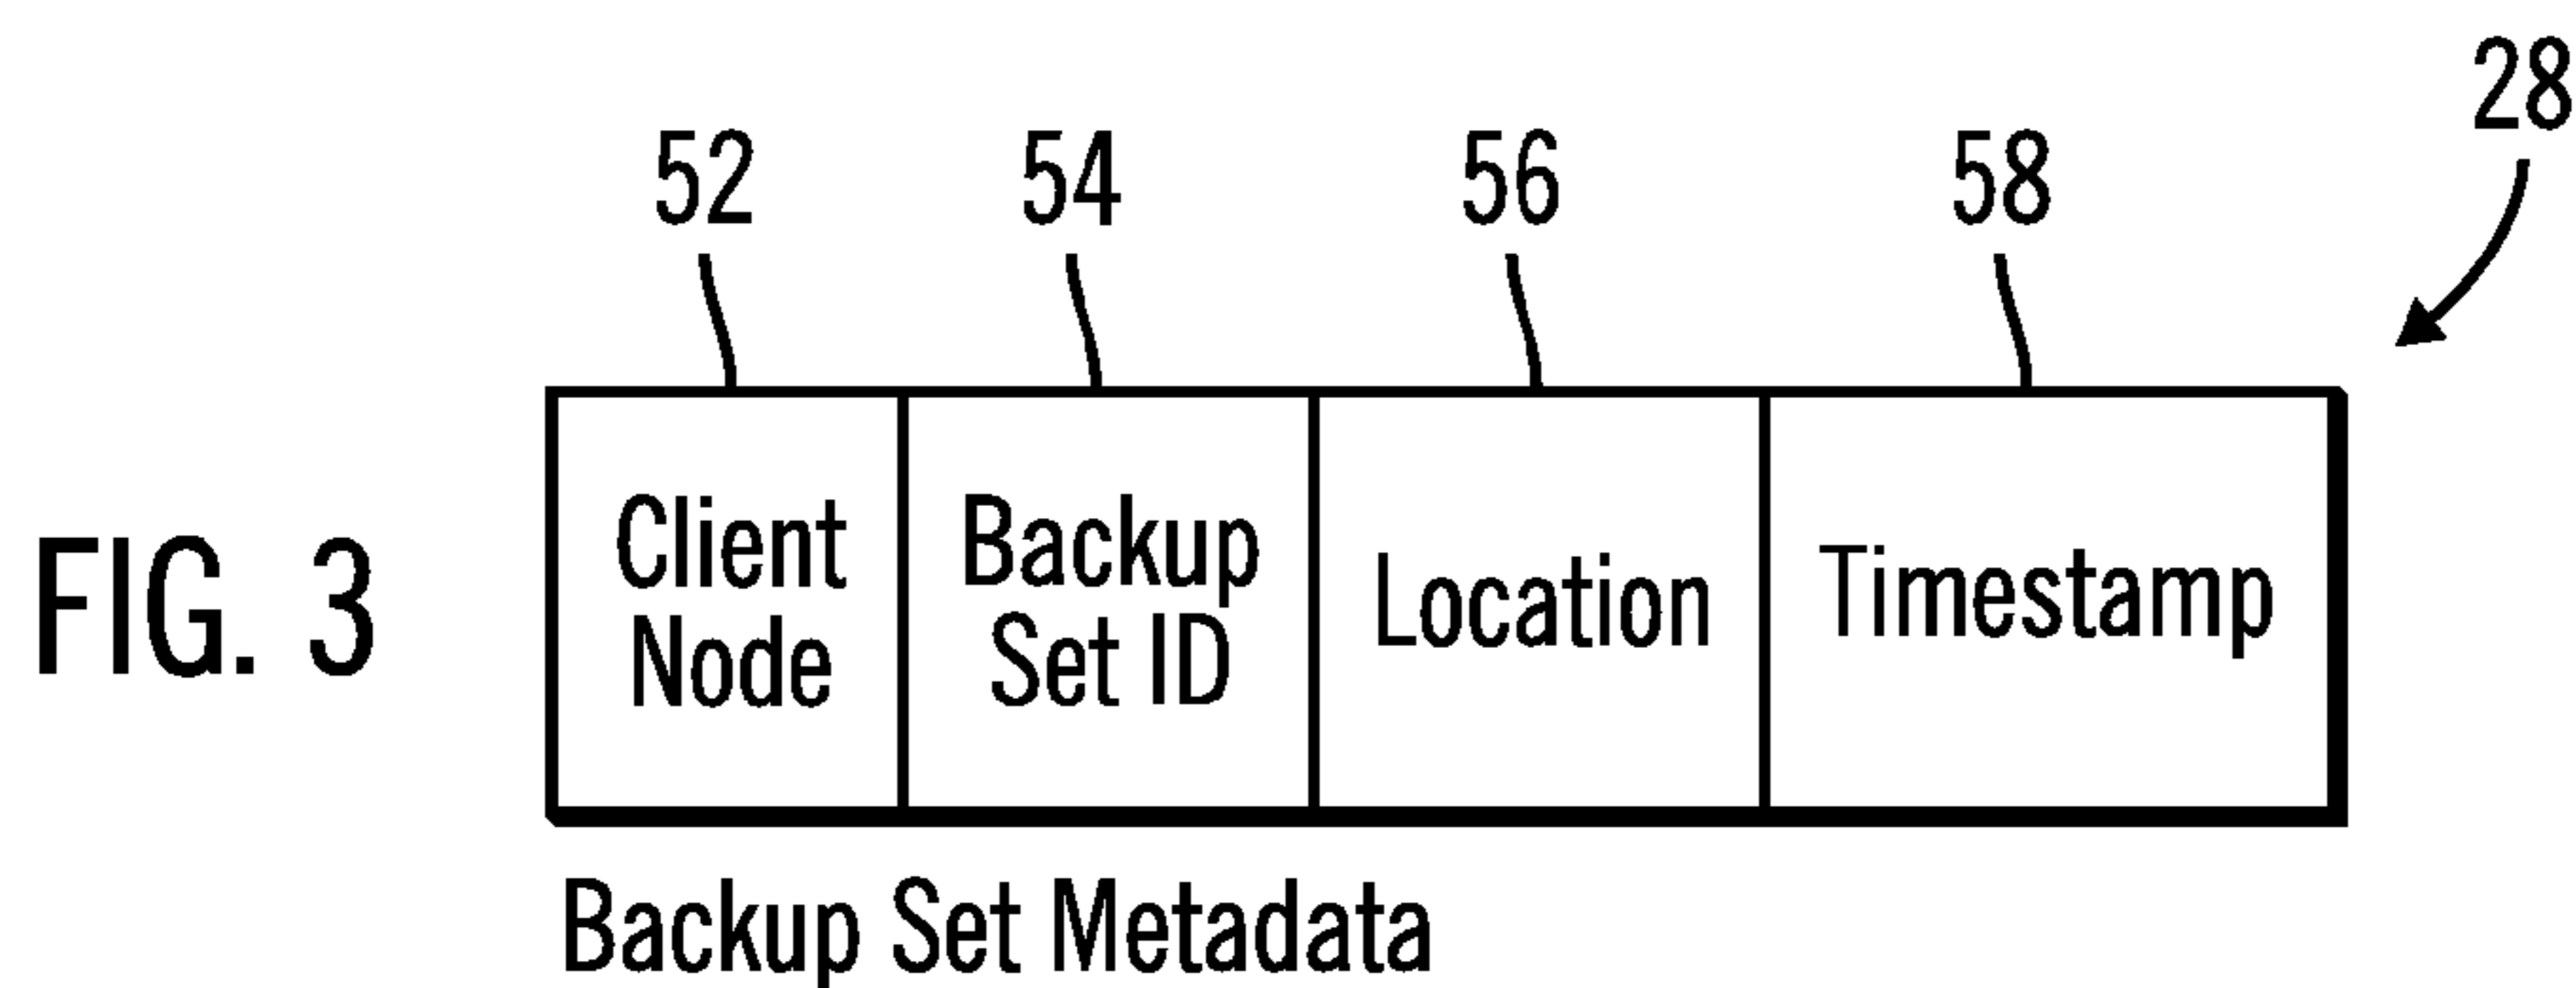 28
52 54 56 58
FIG. 3
Client
Node
Backup
Set ID
Location
Timestamp
Backup Set Metadata